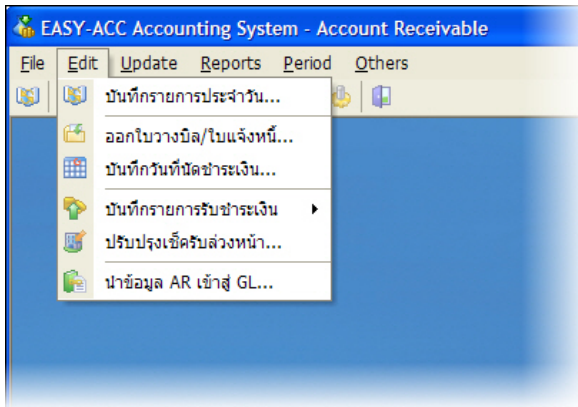 EASY-ACC Accounting System - Account Receivable
File Edit Update Reports Period Others
บันทึกรายการประจำวัน...
ออกใบวางบิล/ใบแจ้งหนี้...
บันทึกวันที่นัดชำระเงิน...
บันทึกรายการรับชำระเงิน
ปรับปรุงเช็ครับล่วงหน้า...
นำข้อมูล AR เข้าสู่ GL...